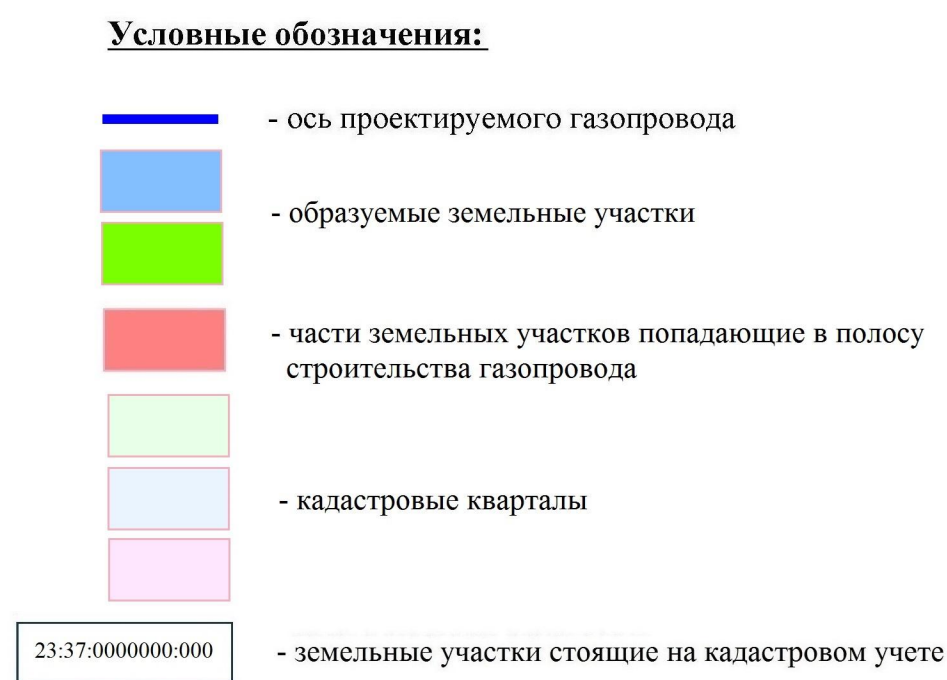 Условные обозначения:
- ось проектируемого газопровода
- образуемые земельные участки
- части земельных участков попадающие в полосу
строительства газопровода
- кадастровые кварталы
23:37:0000000:000
- земельные участки стоящие на кадастровом учете